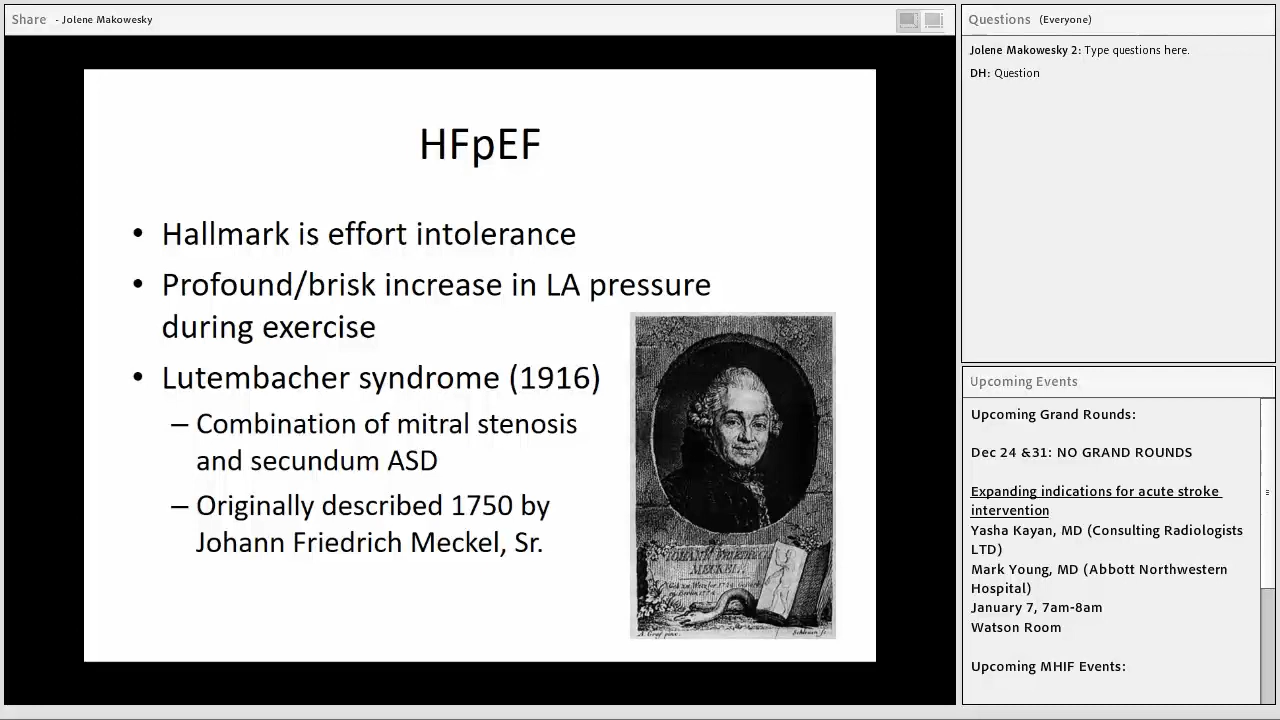 Share - Jolene Makowesky
HFpEF
• Hallmark is effort intolerance
• Profound/brisk increase in LA pressure
during exercise
• Lutembacher syndrome (1916)
– Combination of mitral stenosis
and secundum ASD
– Originally described 1750 by
Johann Friedrich Meckel, Sr.
MECKEL.
Questions (Everyone)
Jolene Makowesky 2: Type questions here.
DH: Question
Upcoming Events
Upcoming Grand Rounds:
Dec 24 &31: NO GRAND ROUNDS
Expanding indications for acute stroke
intervention
Yasha Kayan, MD (Consulting Radiologists
LTD)
Mark Young, MD (Abbott Northwestern
Hospital)
January 7, 7am-8am
Watson Room
Upcoming MHIF Events: